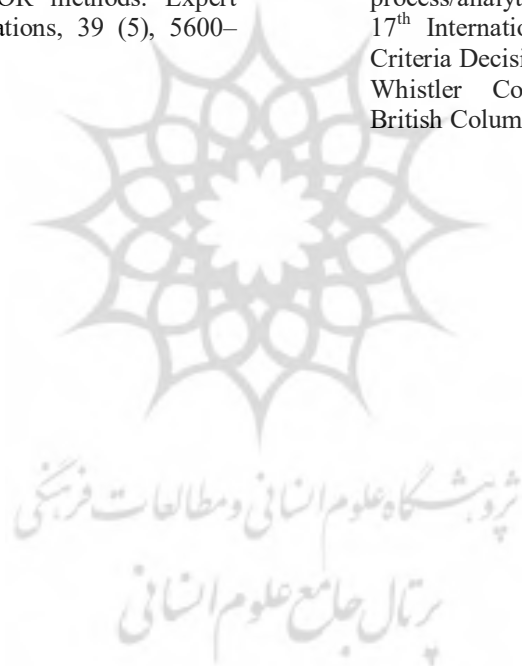 OR methods. Expert
ations, 39 (5), 5600–
process/analyt
17th Internatio
Criteria Decisi
Whistler Co
British Colum
پژوهشگاه علوم انسانی و مطالعات فرهنگی
پرتال جامع علوم انسانی